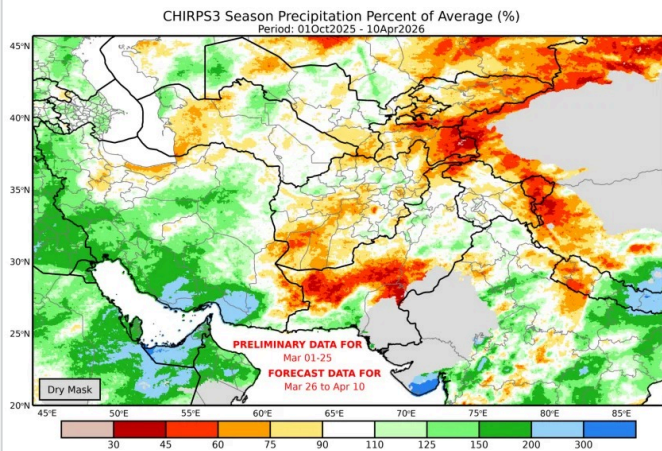 CHIRPS3 Season Precipitation Percent of Average (%)
Period: 01Oct2025 - 10Apr2026
45°N
40°N
35°N
30°N
25°N
20°N
PRELIMINARY DATA FOR
Mar 01-25
FORECAST DATA FOR
Mar 26 to Apr 10
Dry Mask
45°E 50°E 55°E 60°E 65°E 70°E 75°E 80°E 85°E
30 45 60 75 90 110 125 150 200 300